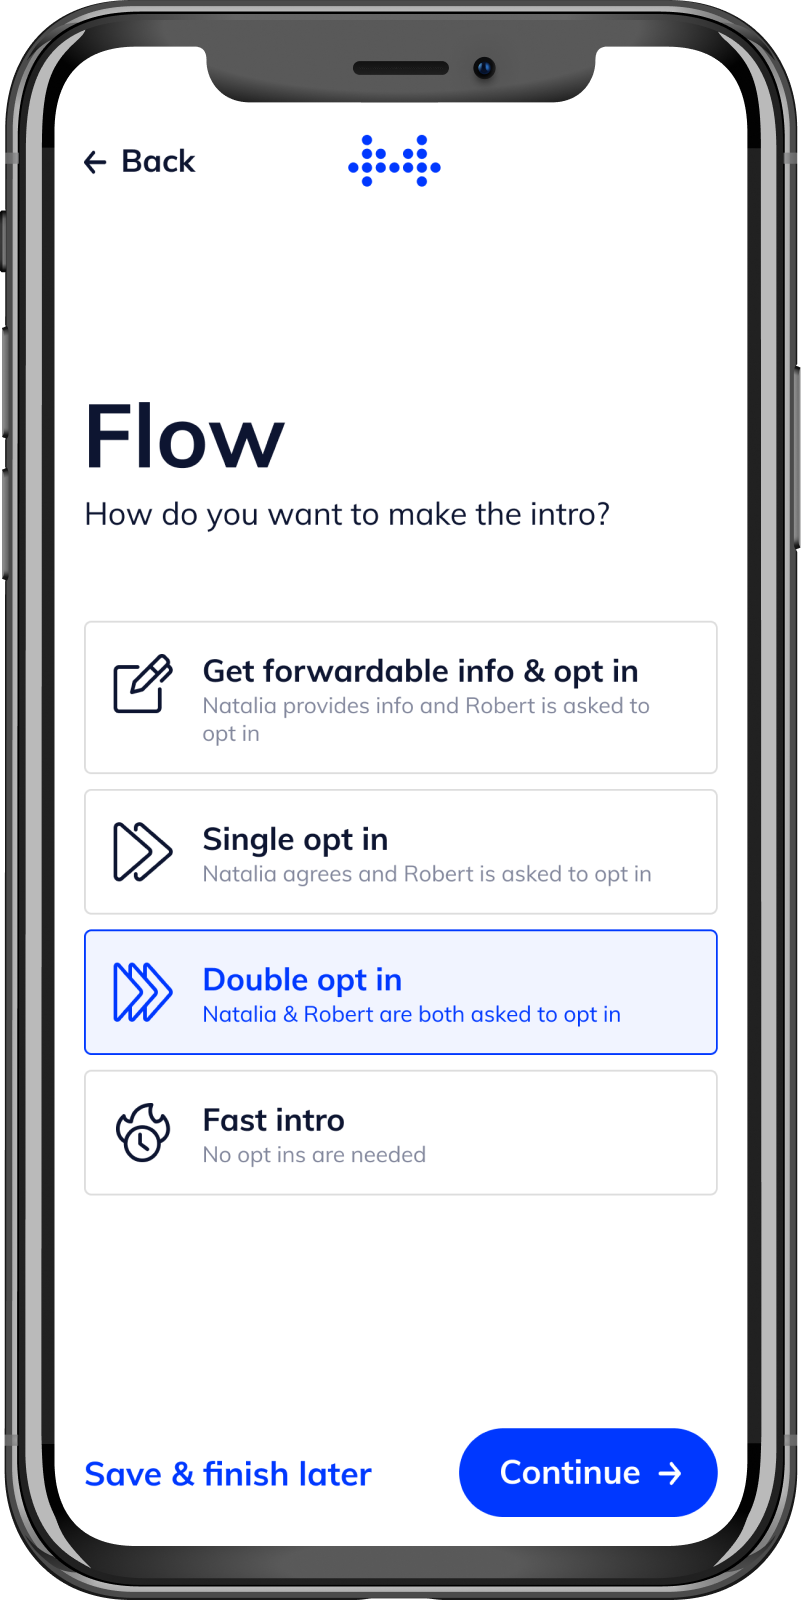 Back
Flow
How do you want to make the intro?
Get forwardable info & opt in
Natalia provides info and Robert is asked to
opt in
Single opt in
Natalia agrees and Robert is asked to opt in
Double opt in
Natalia & Robert are both asked to opt in
Fast intro
No opt ins are needed
Save & finish later
Continue